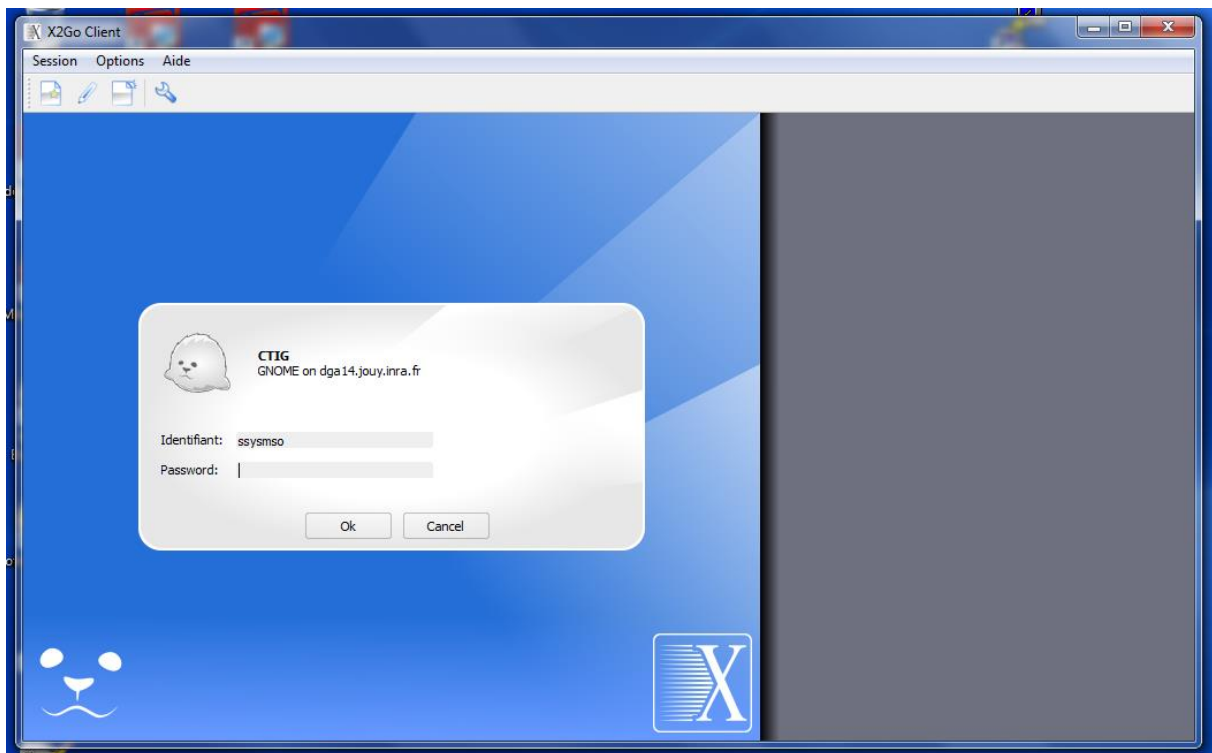 X2Go Client
Session Options Aide
CTIG
GNOME on dga14.jouy.inra.fr
Identifiant: ssysmso
Password:
Ok Cancel
X